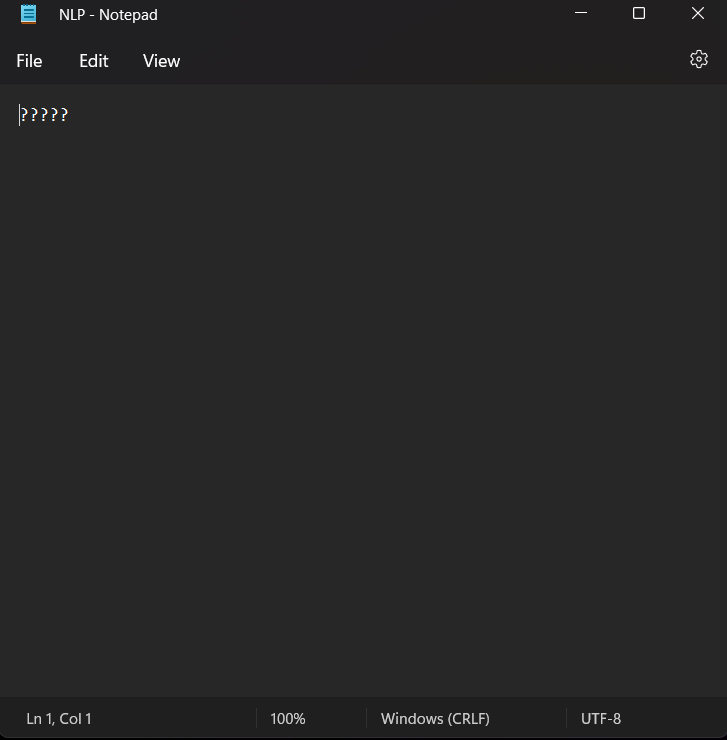 NLP - Notepad
File Edit View
?????
Ln 1, Col 1 100% Windows (CRLF) UTF-8